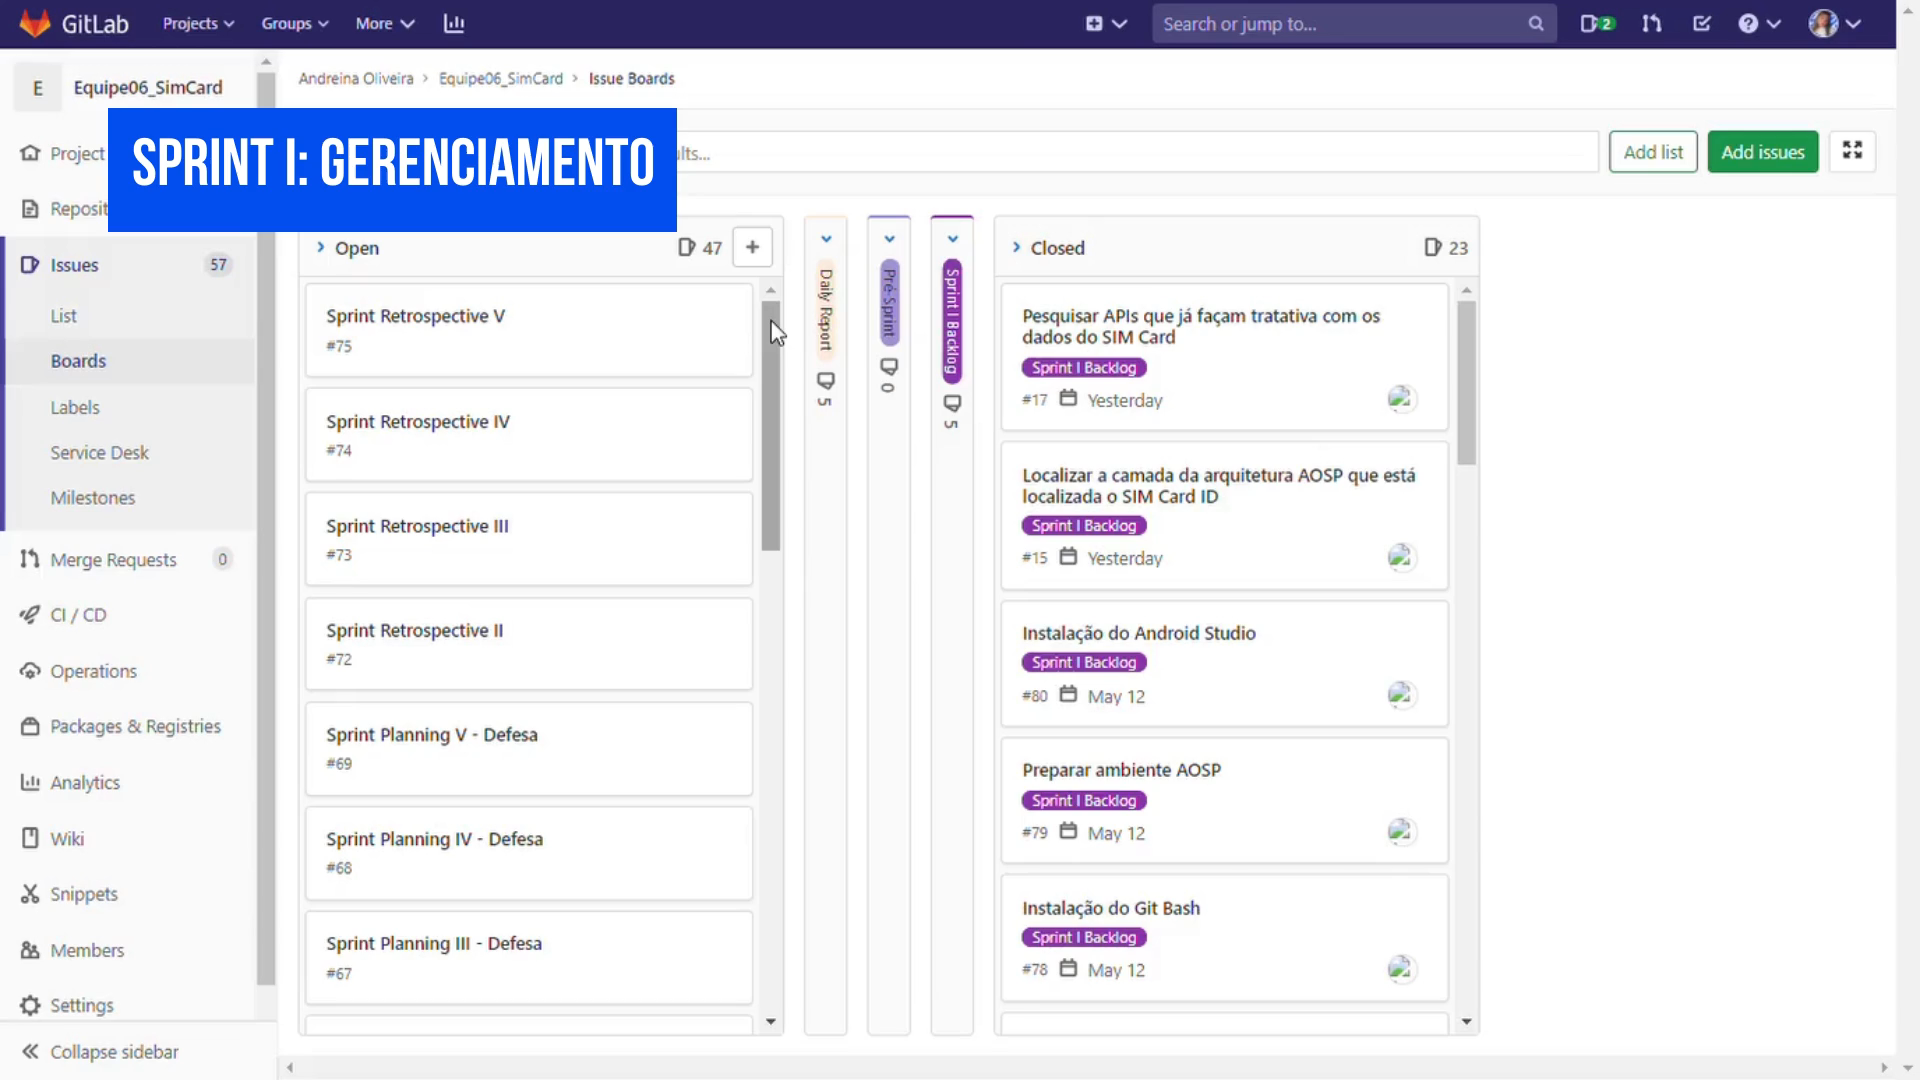 GitLab
Projects
Groups
More
Search or jump to...
2
E
Equipe06_SimCard
Andreina Oliveira
Equipe06_SimCard
Issue Boards
SPRINT I: GERENCIAMENTO
Project
Add list
Add issues
Issues
57
List
Boards
Labels
Service Desk
Milestones
Merge Requests
0
CI / CD
Operations
Packages & Registries
Analytics
Wiki
Snippets
Members
Settings
Collapse sidebar
Open
47
Sprint Retrospective V
#75
Sprint Retrospective IV
#74
Sprint Retrospective III
#73
Sprint Retrospective II
#72
Sprint Planning V - Defesa
#69
Sprint Planning IV - Defesa
#68
Sprint Planning III - Defesa
#67
Daily Report
5
Pré-Sprint
0
Sprint I Backlog
5
Closed
23
Pesquisar APIs que já façam tratativa com os
dados do SIM Card
Sprint I Backlog
#17 Yesterday
Localizar a camada da arquitetura AOSP que está
localizada o SIM Card ID
Sprint I Backlog
#15 Yesterday
Instalação do Android Studio
Sprint I Backlog
#80 May 12
Preparar ambiente AOSP
Sprint I Backlog
#79 May 12
Instalação do Git Bash
Sprint I Backlog
#78 May 12